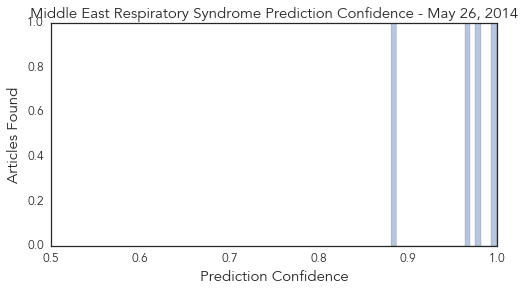 Middle East Respiratory Syndrome Prediction Confidence - May 26, 2014
1.0
0.8
0.6
0.4
0.2
0.0
Articles Found
0.5 0.6 0.7 0.8 0.9 1.0
Prediction Confidence